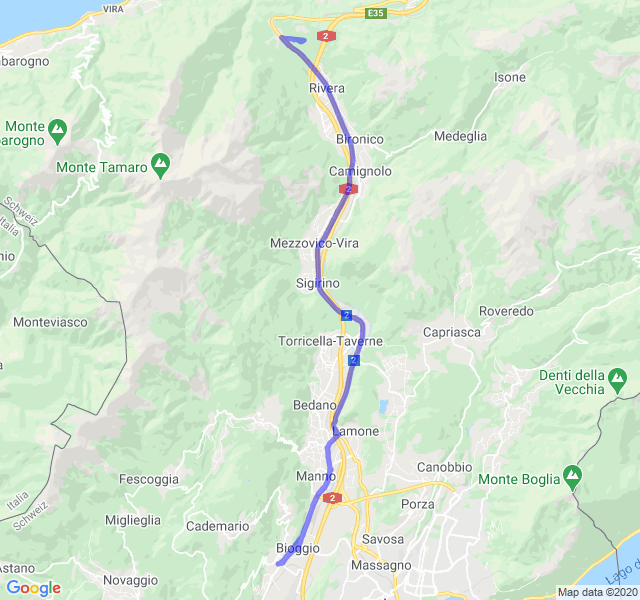 VIRA
E35
2
barogno
Rivera
Isone
Monte
arogno
Bironico
Medeglia
Monte Tamaro
Camignolo
2
Schweiz
Italia
Mezzovico-Vira
nio
Sigirino
Roveredo
Monteviasco
2
Capriasca
Torricella-Taverne
2
Denti della
Vecchia
Bedano
Lamone
Canobbio
Fescoggia
Manno
Monte Boglia
Italia
Schweiz
2
Porza
Miglieglia
Cademario
Savosa
Bioggio
Astano
Novaggio
Massagno
Lago d
Google
Map data ©2020